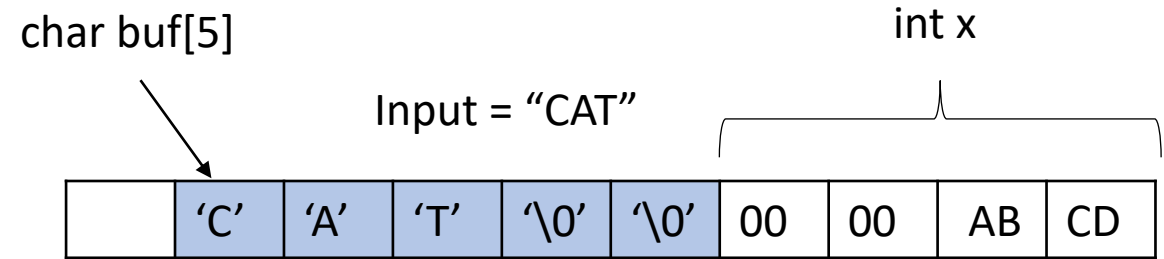 char buf[5]
int x
Input = “CAT”
‘C’ ‘A’ ‘T’ ‘\0’ ‘\0’ 00 00 AB CD